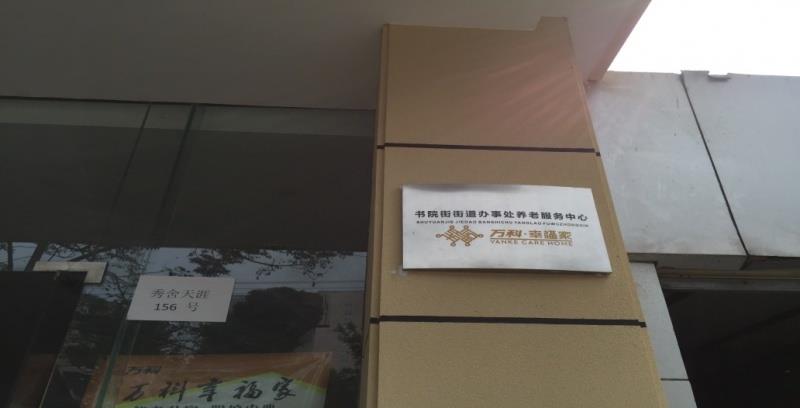 书院街街道办事处养老服务中心
SHUYUANJIE JIEDAO BANSHICHU YANGLAO FUWUZHONGXIN
万科·幸福家
VANKE CARE HOME
秀舍天涯
156 号
万科
万科幸福家